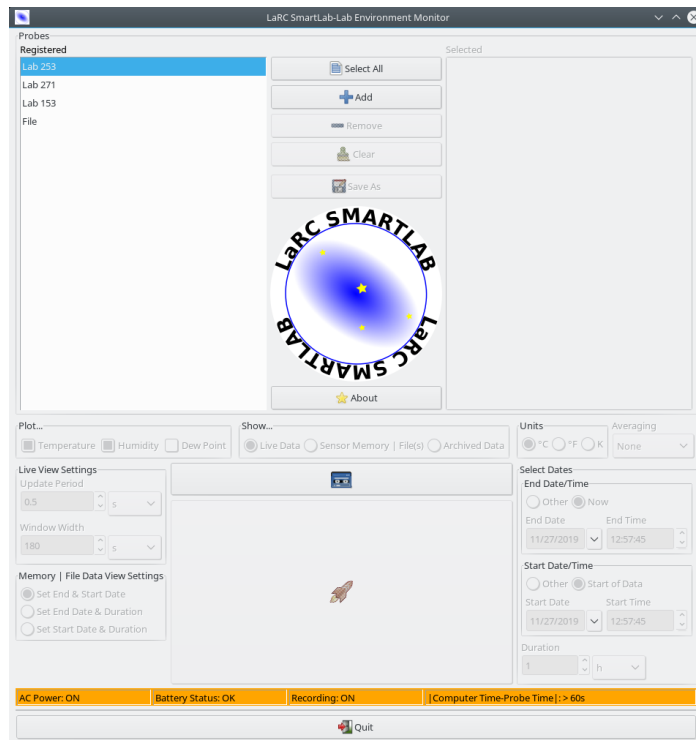 LaRC SmartLab-Lab Environment Monitor
Probes
Registered
Selected
Lab 253
Lab 271
Lab 153
File
Select All
Add
Remove
Clear
Save As
LaRC SMARTLAB
LaRC SMARTLAB
About
Plot...
Temperature Humidity Dew Point
Show...
Live Data Sensor Memory | File(s) Archived Data
Units
°C °F K
Averaging
None
Live View Settings
Update Period
0.5 s
Window Width
180 s
Memory | File Data View Settings
Set End & Start Date
Set End Date & Duration
Set Start Date & Duration
Select Dates
End Date/Time
Other Now
End Date End Time
11/27/2019 12:57:45
Start Date/Time
Other Start of Data
Start Date Start Time
11/27/2019 12:57:45
Duration
1 h
AC Power: ON Battery Status: OK Recording: ON |Computer Time-Probe Time|: > 60s
Quit